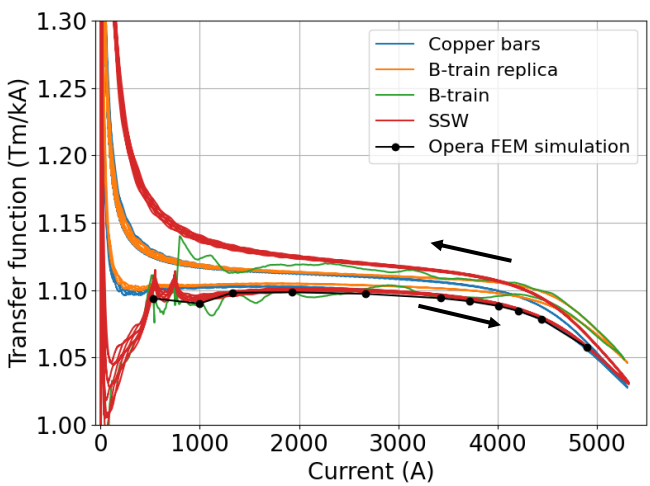 1.30
1.25
1.20
1.15
1.10
1.05
1.00
Transfer function (Tm/kA)
Copper bars
B-train replica
B-train
SSW
Opera FEM simulation
0 1000 2000 3000 4000 5000
Current (A)